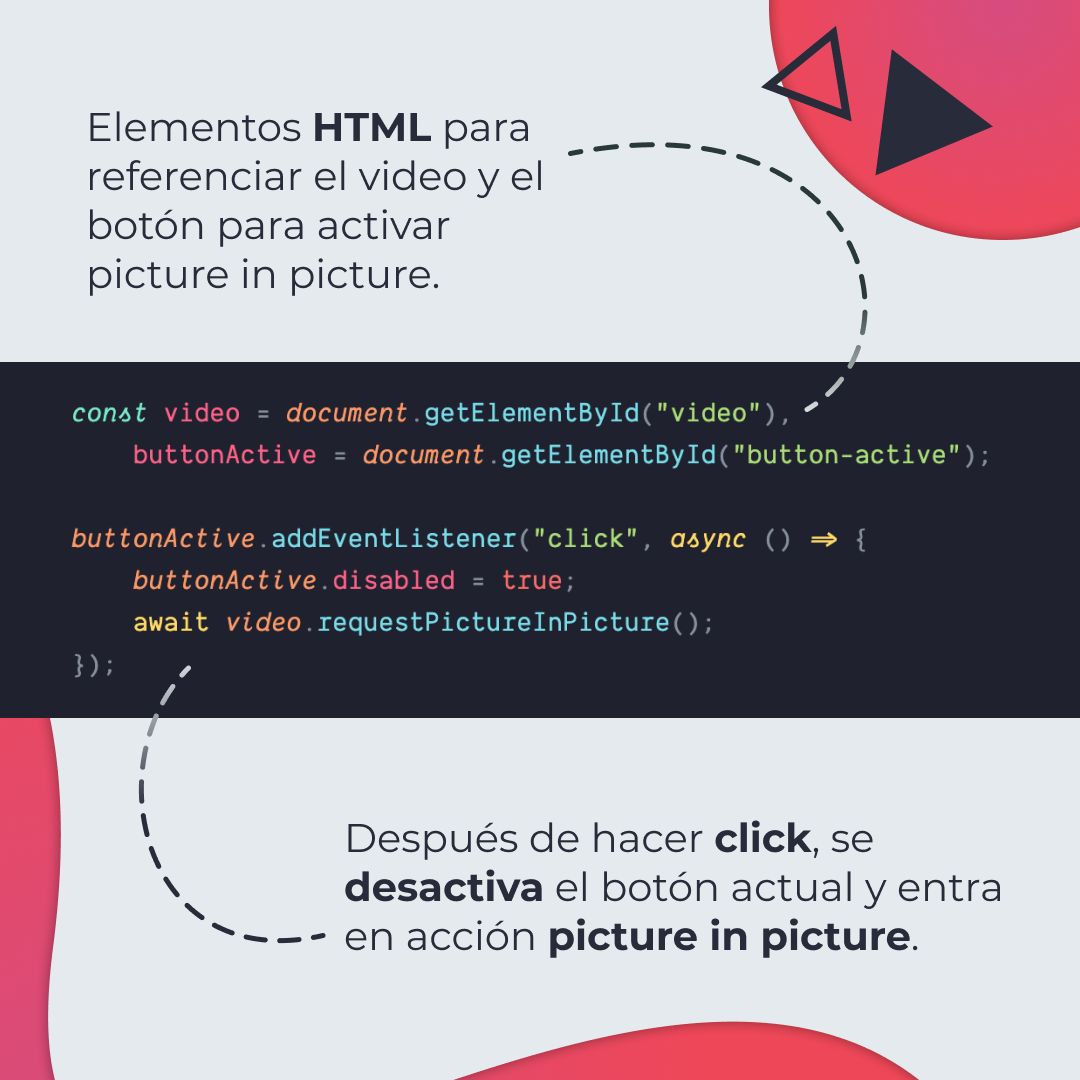 Elementos HTML para
referenciar el video y el
botón para activar
picture in picture.
const video = document.getElementById("video"),
    buttonActive = document.getElementById("button-active");
buttonActive.addEventListener("click", async () => {
    buttonActive.disabled = true;
    await video.requestPictureInPicture();
});
Después de hacer click, se
desactiva el botón actual y entra
en acción picture in picture.